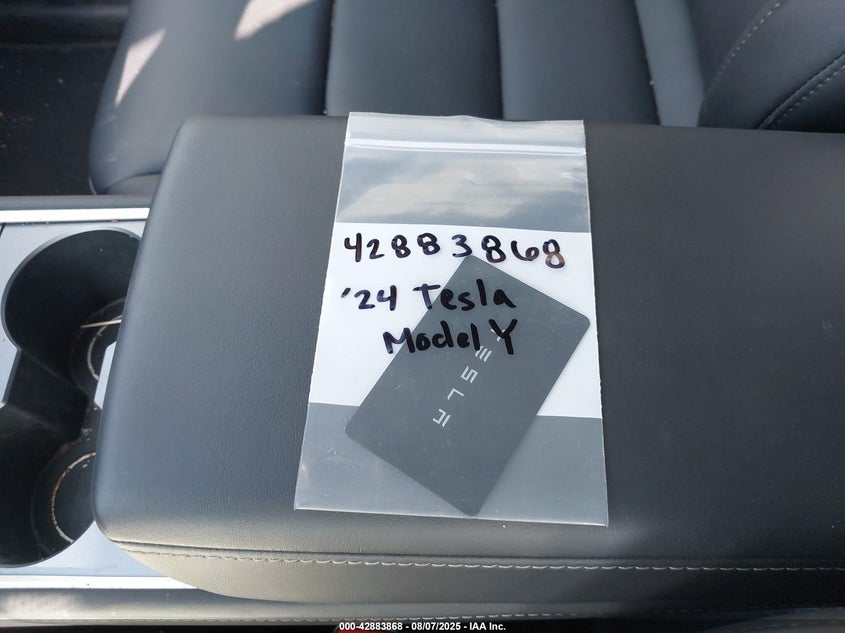 42883868
'24 Tesla
Model Y
TESLA
000-42883868 - 08/07/2025 - IAA Inc.